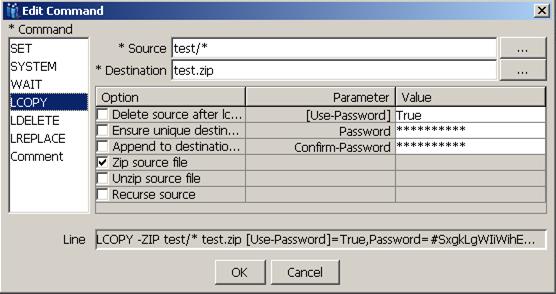 Edit Command
* Command
SET
SYSTEM
WAIT
LCOPY
LDELETE
LREPLACE
Comment
* Source test/* ...
* Destination test.zip ...
Option Parameter Value
Delete source after lc... [Use-Password] True
Ensure unique destin... Password **********
Append to destinatio... Confirm-Password **********
Zip source file
Unzip source file
Recurse source
Line LCOPY -ZIP test/* test.zip [Use-Password]=True,Password=#SxgkLgWIiWihE...
OK Cancel